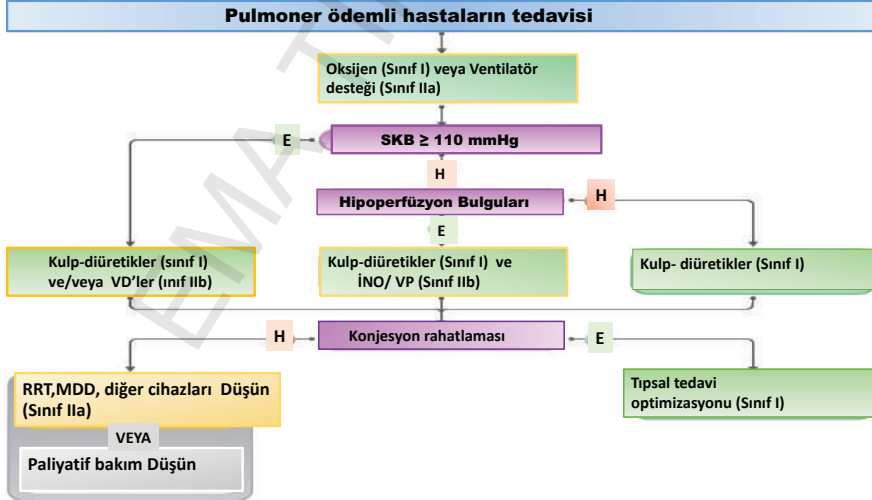 Pulmoner ödemli hastaların tedavisi
Oksijen (Sınıf I) veya Ventilatör
desteği (Sınıf IIa)
E
SKB ≥ 110 mmHg
H
Hipoperfüzyon Bulguları
H
E
Kulp-diüretikler (sınıf I)
ve/veya VD’ler (ınıf IIb)
Kulp-diüretikler (Sınıf I) ve
İNO/ VP (Sınıf IIb)
Kulp- diüretikler (Sınıf I)
H
Konjesyon rahatlaması
E
RRT,MDD, diğer cihazları Düşün
(Sınıf IIa)
VEYA
Paliyatif bakım Düşün
Tıpsal tedavi
optimizasyonu (Sınıf I)